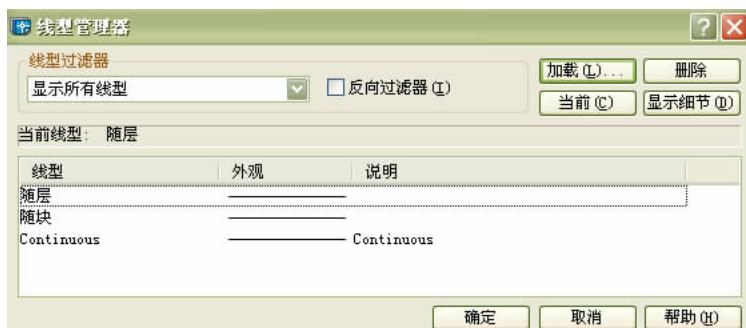 线型管理器
线型过滤器
显示所有线型
反向过滤器(I)
加载(L)...
删除
当前(C)
显示细节(D)
当前线型: 随层
线型 外观 说明
随层
随块
Continuous Continuous
确定 取消 帮助(H)